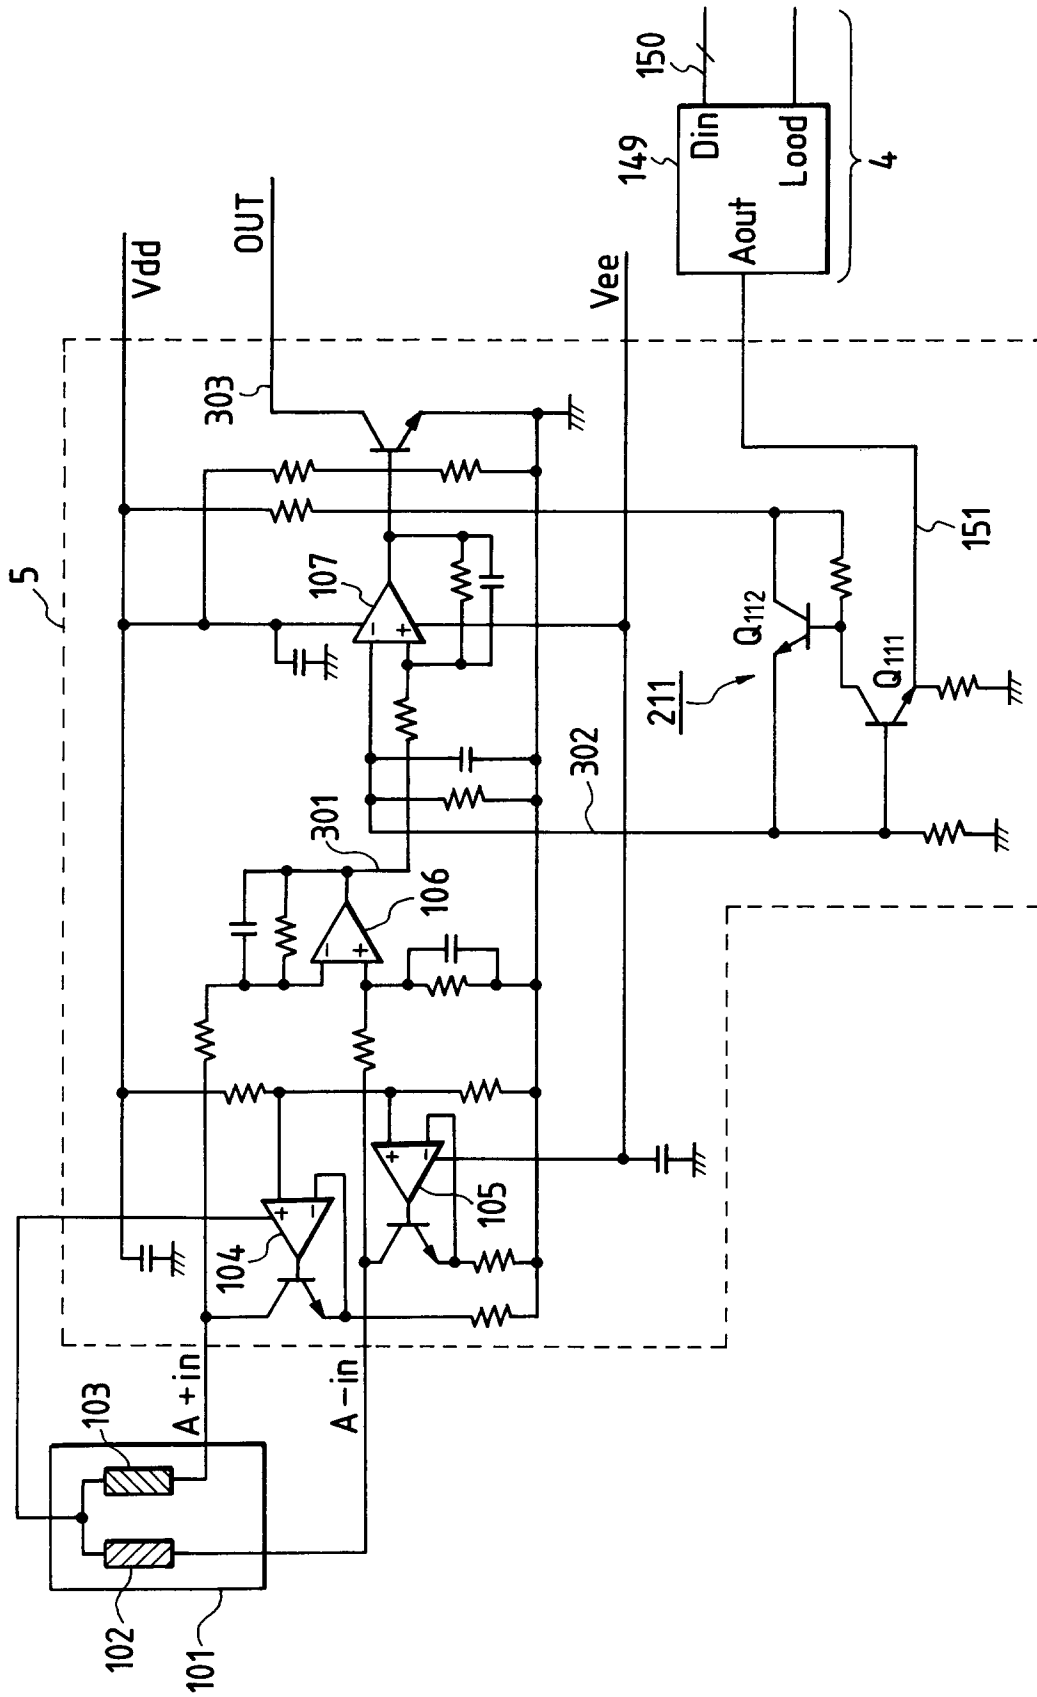 5
Vdd
OUT
303
107
Vee
150
149
Din
Lood
Aout
4
151
Q112
Q111
211
302
301
106
105
104
A+in
A-in
103
102
101
+
-
+
-
-
+
-
+